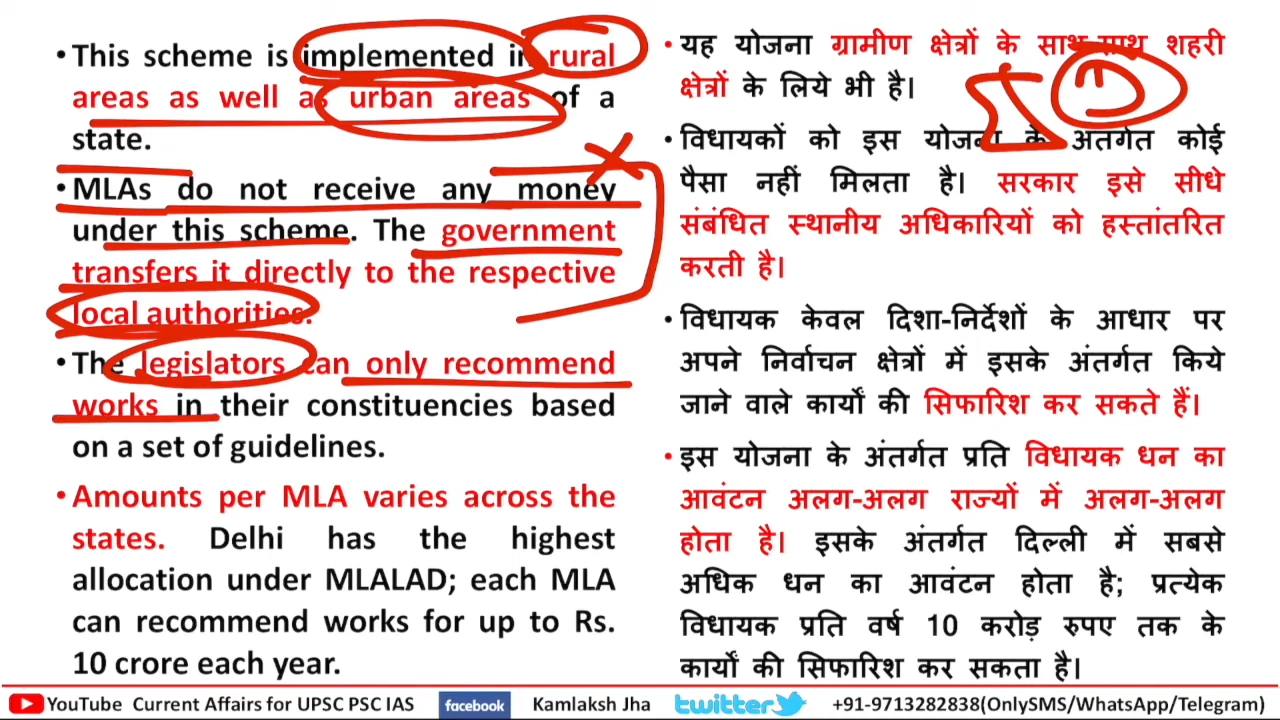 • This scheme is implemented in rural
areas as well as urban areas of a
state.
• MLAs do not receive any money
under this scheme. The government
transfers it directly to the respective
local authorities.
• The legislators can only recommend
works in their constituencies based
on a set of guidelines.
• Amounts per MLA varies across the
states. Delhi has the highest
allocation under MLALAD; each MLA
can recommend works for up to Rs.
10 crore each year.
• यह योजना ग्रामीण क्षेत्रों के साथ-साथ शहरी
क्षेत्रों के लिये भी है।
• विधायकों को इस योजना के अंतर्गत कोई
पैसा नहीं मिलता है। सरकार इसे सीधे
संबंधित स्थानीय अधिकारियों को हस्तांतरित
करती है।
• विधायक केवल दिशा-निर्देशों के आधार पर
अपने निर्वाचन क्षेत्रों में इसके अंतर्गत किये
जाने वाले कार्यों की सिफारिश कर सकते हैं।
• इस योजना के अंतर्गत प्रति विधायक धन का
आवंटन अलग-अलग राज्यों में अलग-अलग
होता है। इसके अंतर्गत दिल्ली में सबसे
अधिक धन का आवंटन होता है; प्रत्येक
विधायक प्रति वर्ष 10 करोड़ रुपए तक के
कार्यों की सिफारिश कर सकता है।
YouTube Current Affairs for UPSC PSC IAS facebook Kamlaksh Jha twitter +91-9713282838(OnlySMS/WhatsApp/Telegram)